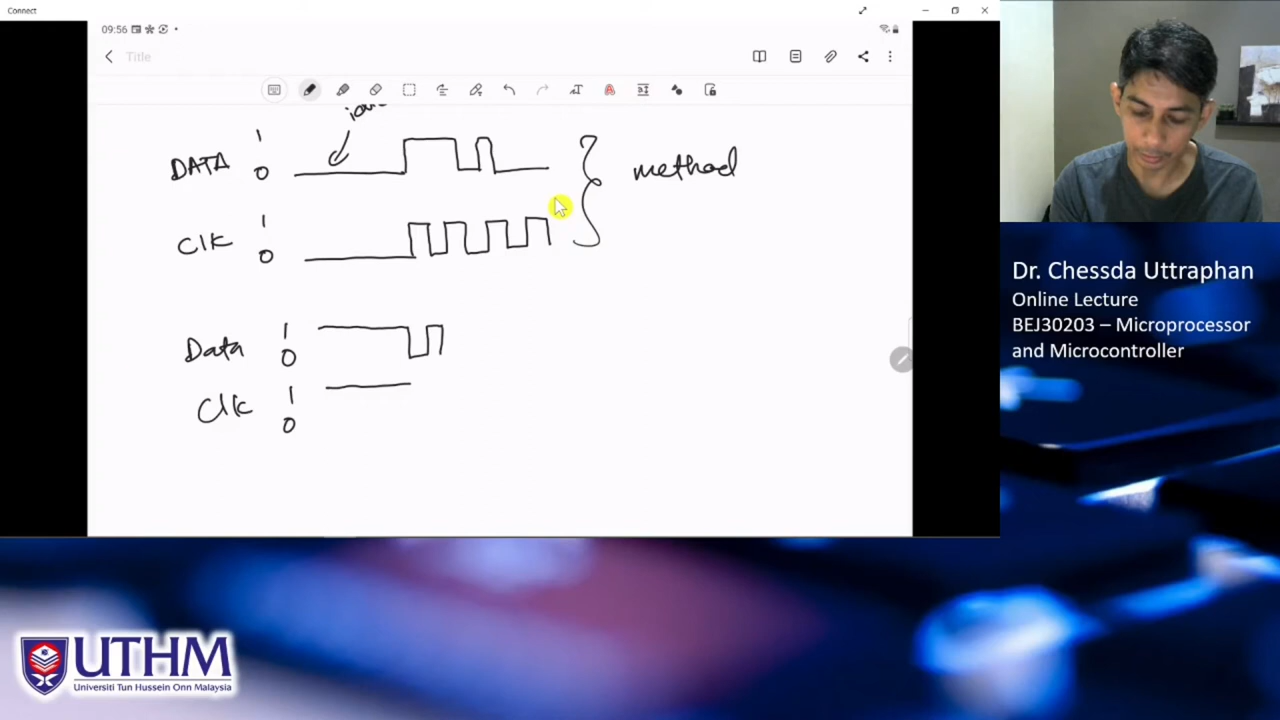 Connect
09:56
Title
DATA 1 0
method
Clk 1 0
Data 1 0
Clk 1 0
Dr. Chessda Uttraphan
Online Lecture
BEJ30203 – Microprocessor
and Microcontroller
UTHM
Universiti Tun Hussein Onn Malaysia